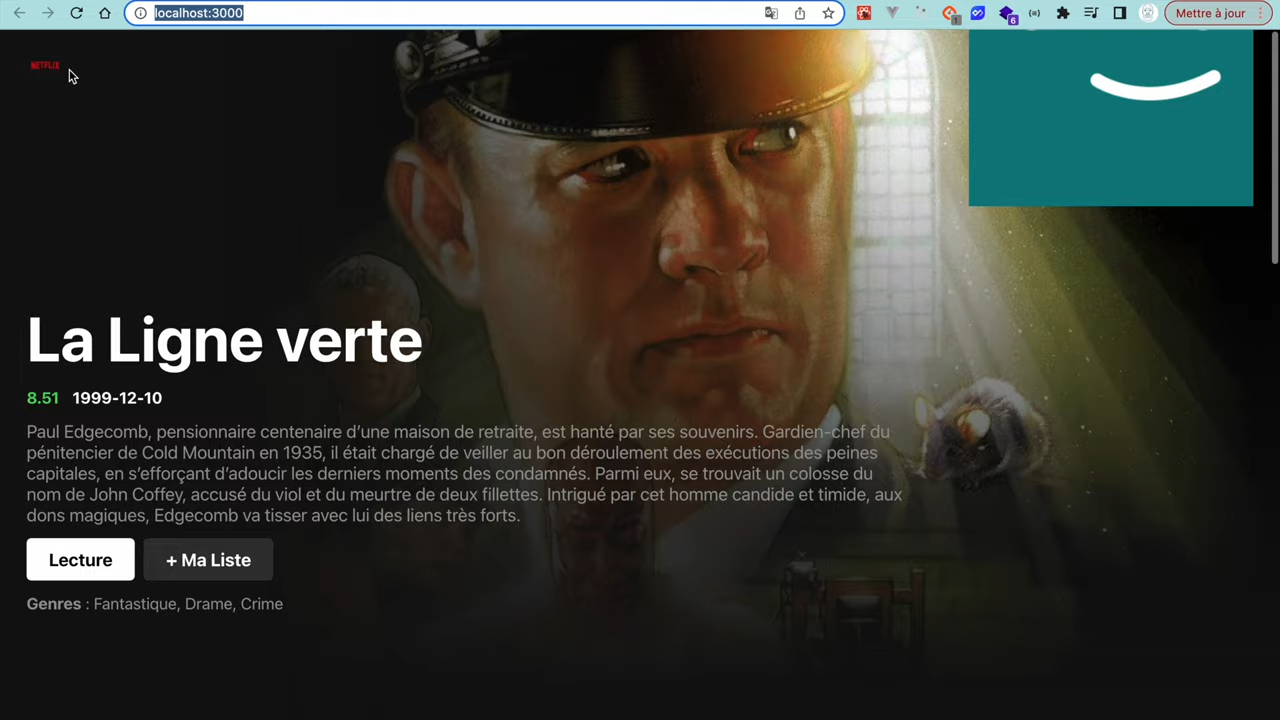 localhost:3000
1
6
Mettre à jour
NETFLIX
La Ligne verte
8.51 1999-12-10
Paul Edgecomb, pensionnaire centenaire d’une maison de retraite, est hanté par ses souvenirs. Gardien-chef du
pénitencier de Cold Mountain en 1935, il était chargé de veiller au bon déroulement des exécutions des peines
capitales, en s’efforçant d’adoucir les derniers moments des condamnés. Parmi eux, se trouvait un colosse du
nom de John Coffey, accusé du viol et du meurtre de deux fillettes. Intrigué par cet homme candide et timide, aux
dons magiques, Edgecomb va tisser avec lui des liens très forts.
Lecture
+ Ma Liste
Genres : Fantastique, Drame, Crime